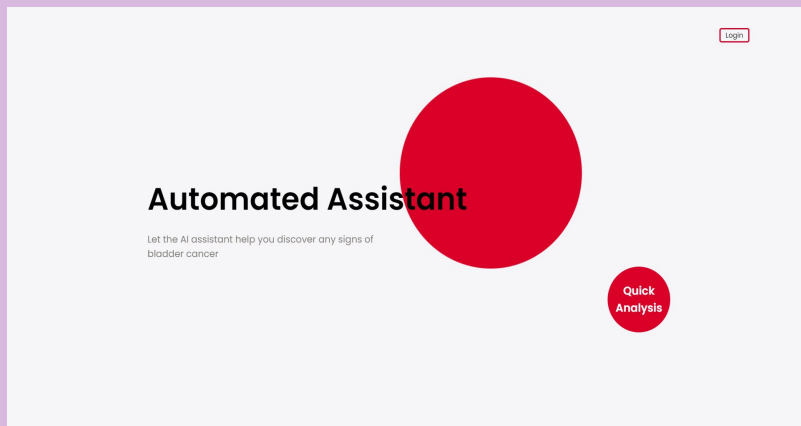 Login
Automated Assistant
Let the AI assistant help you discover any signs of
bladder cancer
Quick
Analysis